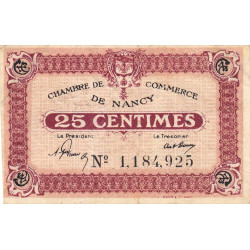 CHAMBRE DE COMMERCE
DE NANCY
25 CENTIMES
Le Président Le Trésorier
Nº 1,184,925